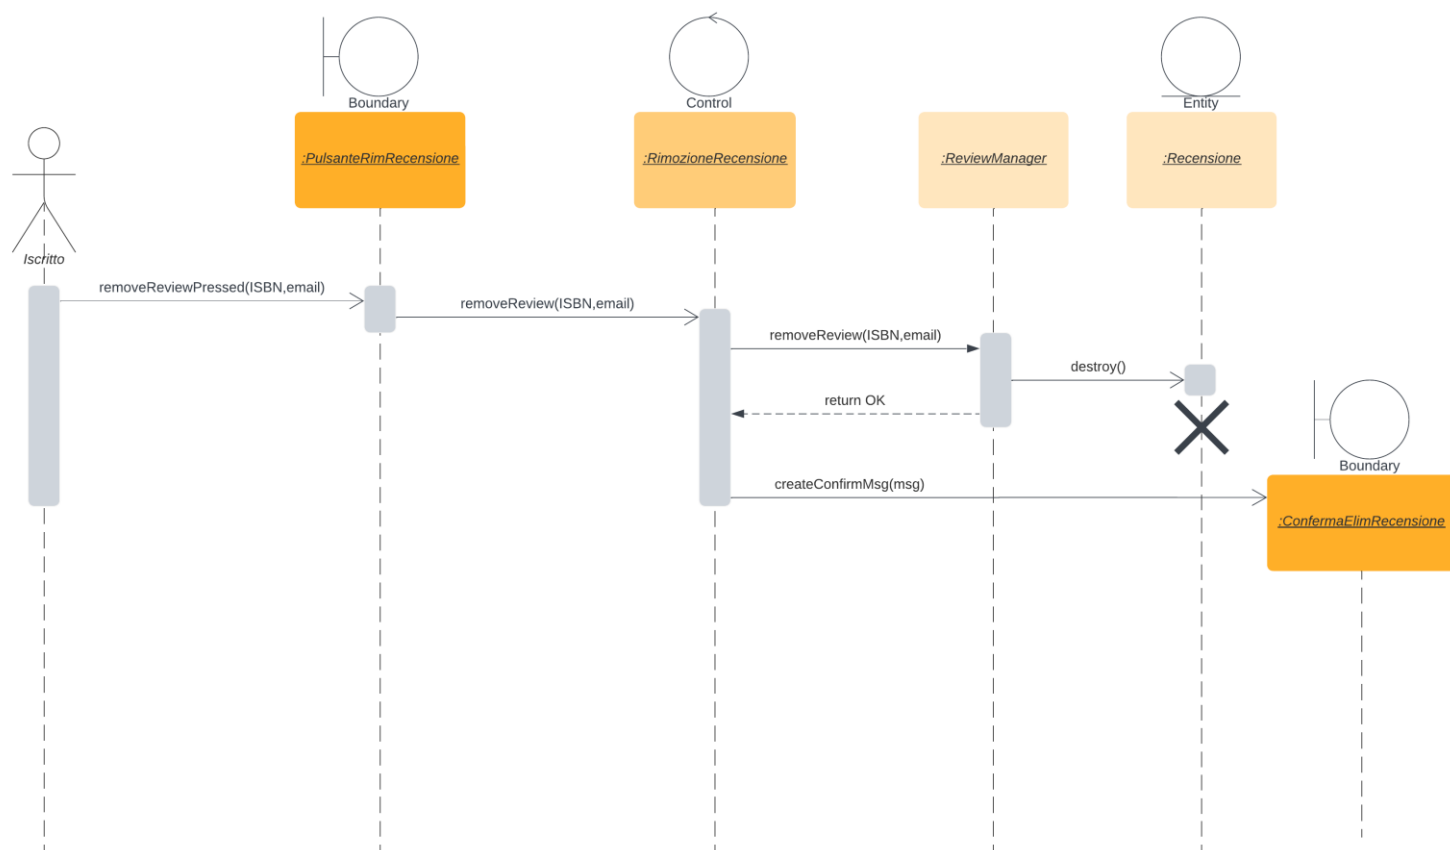 Boundary
Control
Entity
:PulsanteRimRecensione
:RimozioneRecensione
:ReviewManager
:Recensione
Iscritto
removeReviewPressed(ISBN,email)
removeReview(ISBN,email)
removeReview(ISBN,email)
destroy()
return OK
Boundary
createConfirmMsg(msg)
:ConfermaElimRecensione